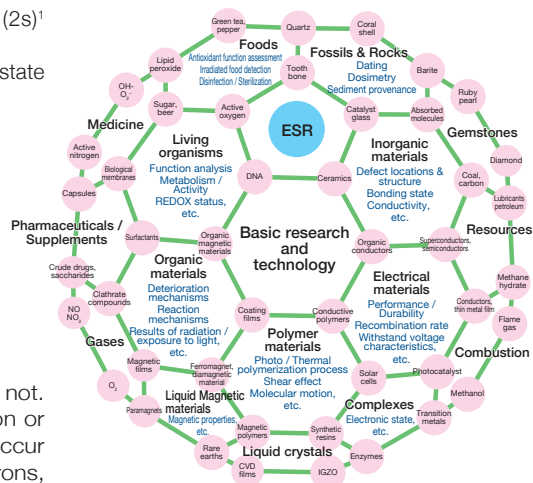 (2s)¹
state
not.
on or
occur
rons,
Green tea,
pepper
Quartz
Coral
shell
Foods
Antioxidant function assessment
Irradiated food detection
Disinfection / Sterilization
Fossils & Rocks
Dating
Dosimetry
Sediment provenance
Lipid
peroxide
Tooth
bone
Barite
OH-
O₂⁻
Sugar,
beer
Active
oxygen
ESR
Catalyst
glass
Absorbed
molecules
Ruby
pearl
Medicine
Gemstones
Active
nitrogen
Living
organisms
Function analysis
Metabolism /
Activity
REDOX status,
etc.
Inorganic
materials
Defect locations &
structure
Bonding state
Conductivity,
etc.
Diamond
Biological
membranes
DNA
Ceramics
Coal,
carbon
Capsules
Lubricants
petroleum
Pharmaceuticals /
Supplements
Resources
Surfactants
Organic
magnetic
materials
Basic research
and
technology
Organic
conductors
Superconductors,
semiconductors
Organic
materials
Deterioration
mechanisms
Reaction
mechanisms
Results of radiation /
exposure to light,
etc.
Electrical
materials
Performance /
Durability
Recombination rate
Withstand voltage
characteristics,
etc.
Crude drugs,
saccharides
Methane
hydrate
Clathrate
compounds
Conductors,
thin metal film
NO
NO₂
Coating
films
Conductive
polymers
Flame
gas
Gases
Polymer
materials
Photo / Thermal
polymerization process
Shear effect
Molecular motion,
etc.
Combustion
Magnetic
films
Ferromagnet,
diamagnetic
material
Solar
cells
Photocatalyst
O₂
Liquid Magnetic
materials
Magnetic properties,
etc.
Complexes
Electronic state,
etc.
Methanol
Paramagnets
Transition
metals
Magnetic
polymers
Synthetic
resins
Rare
earths
Liquid crystals
Enzymes
CVD
films
IGZO